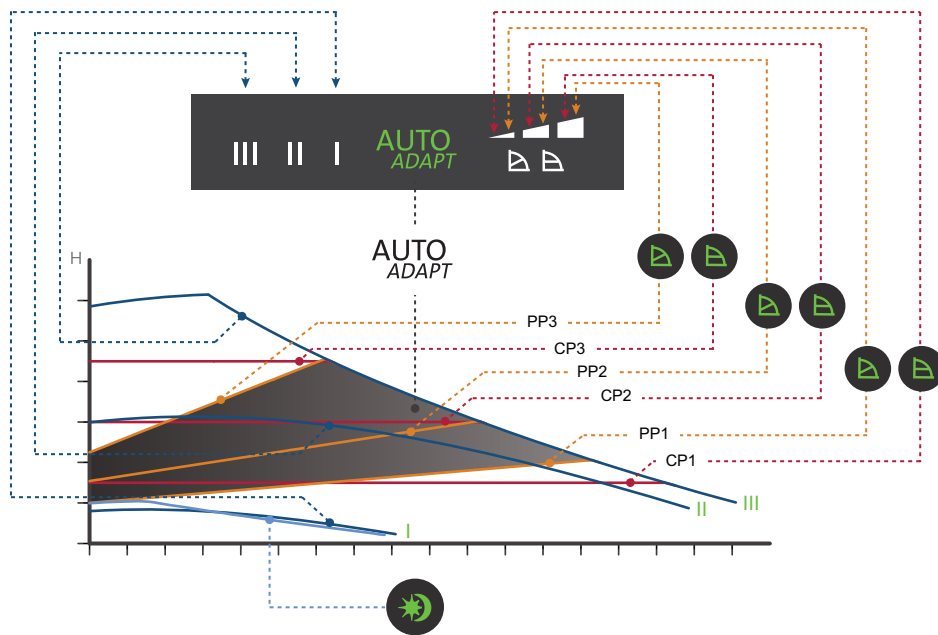 III II I
AUTO
ADAPT
AUTO
ADAPT
H
PP3
CP3
PP2
CP2
PP1
CP1
III
II
I